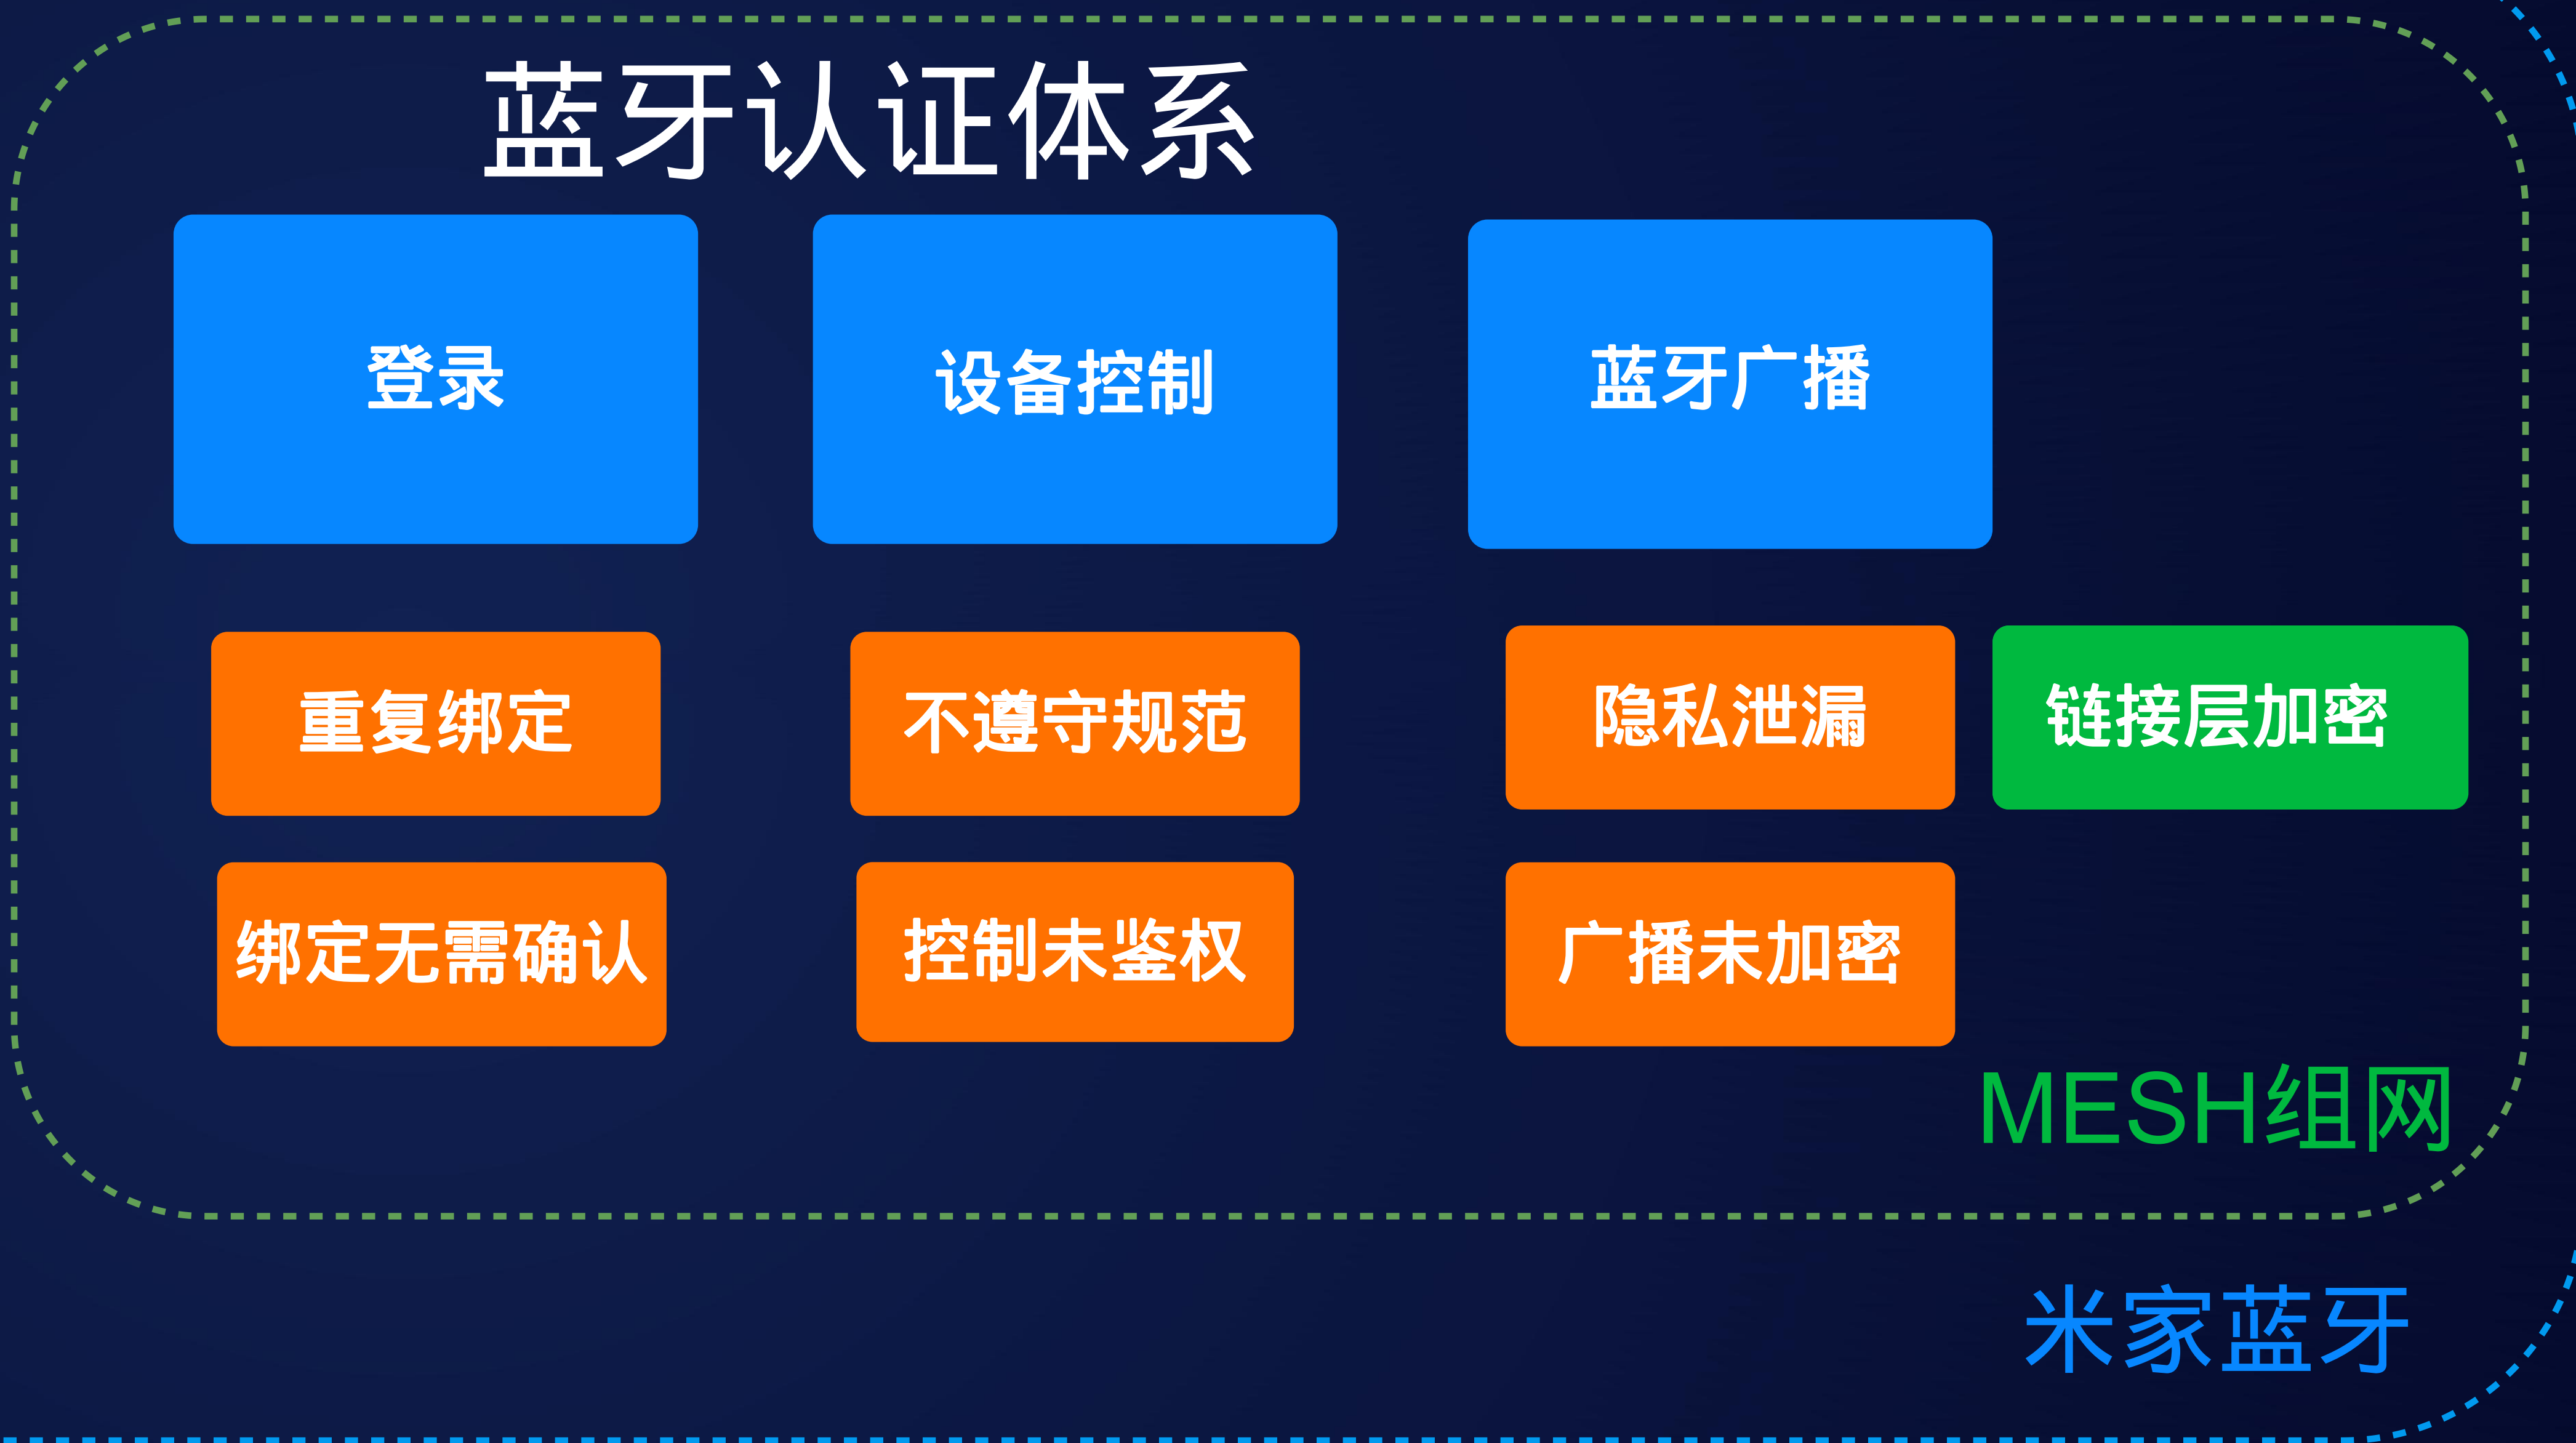 蓝牙认证体系
登录
设备控制
蓝牙广播
重复绑定
不遵守规范
隐私泄漏
链接层加密
绑定无需确认
控制未鉴权
广播未加密
MESH组网
米家蓝牙